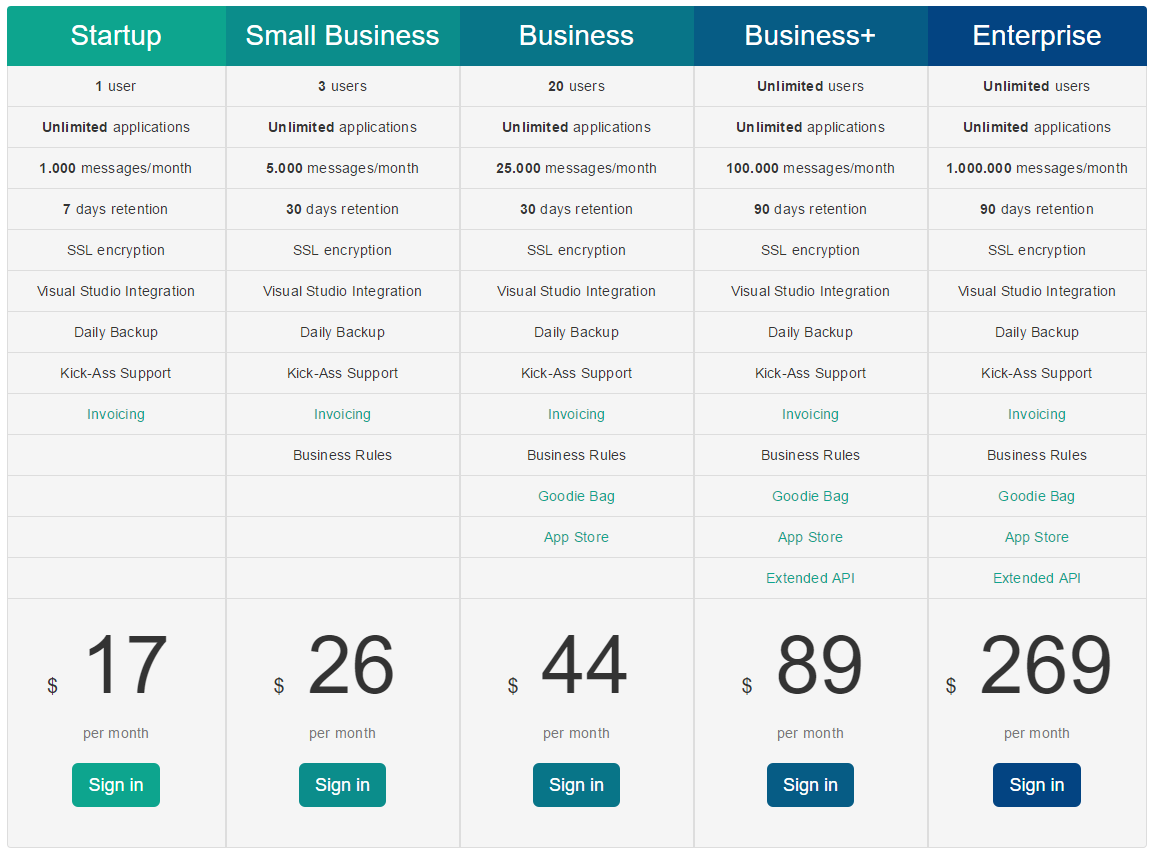 Startup Small Business Business Business+ Enterprise
1 user 3 users 20 users Unlimited users Unlimited users
Unlimited applications Unlimited applications Unlimited applications Unlimited applications Unlimited applications
1.000 messages/month 5.000 messages/month 25.000 messages/month 100.000 messages/month 1.000.000 messages/month
7 days retention 30 days retention 30 days retention 90 days retention 90 days retention
SSL encryption SSL encryption SSL encryption SSL encryption SSL encryption
Visual Studio Integration Visual Studio Integration Visual Studio Integration Visual Studio Integration Visual Studio Integration
Daily Backup Daily Backup Daily Backup Daily Backup Daily Backup
Kick-Ass Support Kick-Ass Support Kick-Ass Support Kick-Ass Support Kick-Ass Support
Invoicing Invoicing Invoicing Invoicing Invoicing
Business Rules Business Rules Business Rules Business Rules
Goodie Bag Goodie Bag Goodie Bag
App Store App Store App Store
Extended API Extended API
$ 17 $ 26 $ 44 $ 89 $ 269
per month per month per month per month per month
Sign in Sign in Sign in Sign in Sign in